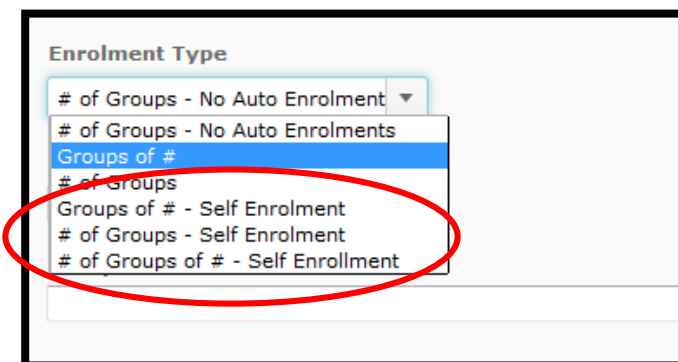 Enrolment Type
# of Groups - No Auto Enrolment
# of Groups - No Auto Enrolments
Groups of #
# of Groups
Groups of # - Self Enrolment
# of Groups - Self Enrolment
# of Groups of # - Self Enrollment